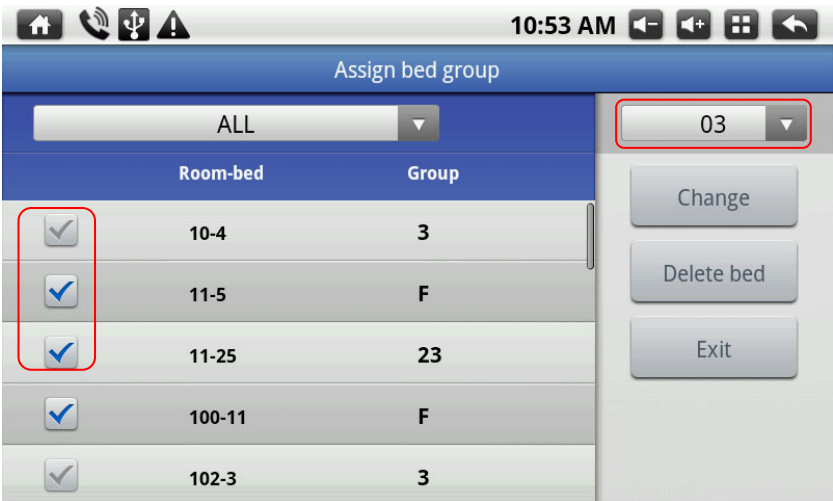 10:53 AM
Assign bed group
ALL
03
Room-bed Group
Change
10-4 3
Delete bed
11-5 F
Exit
11-25 23
100-11 F
102-3 3